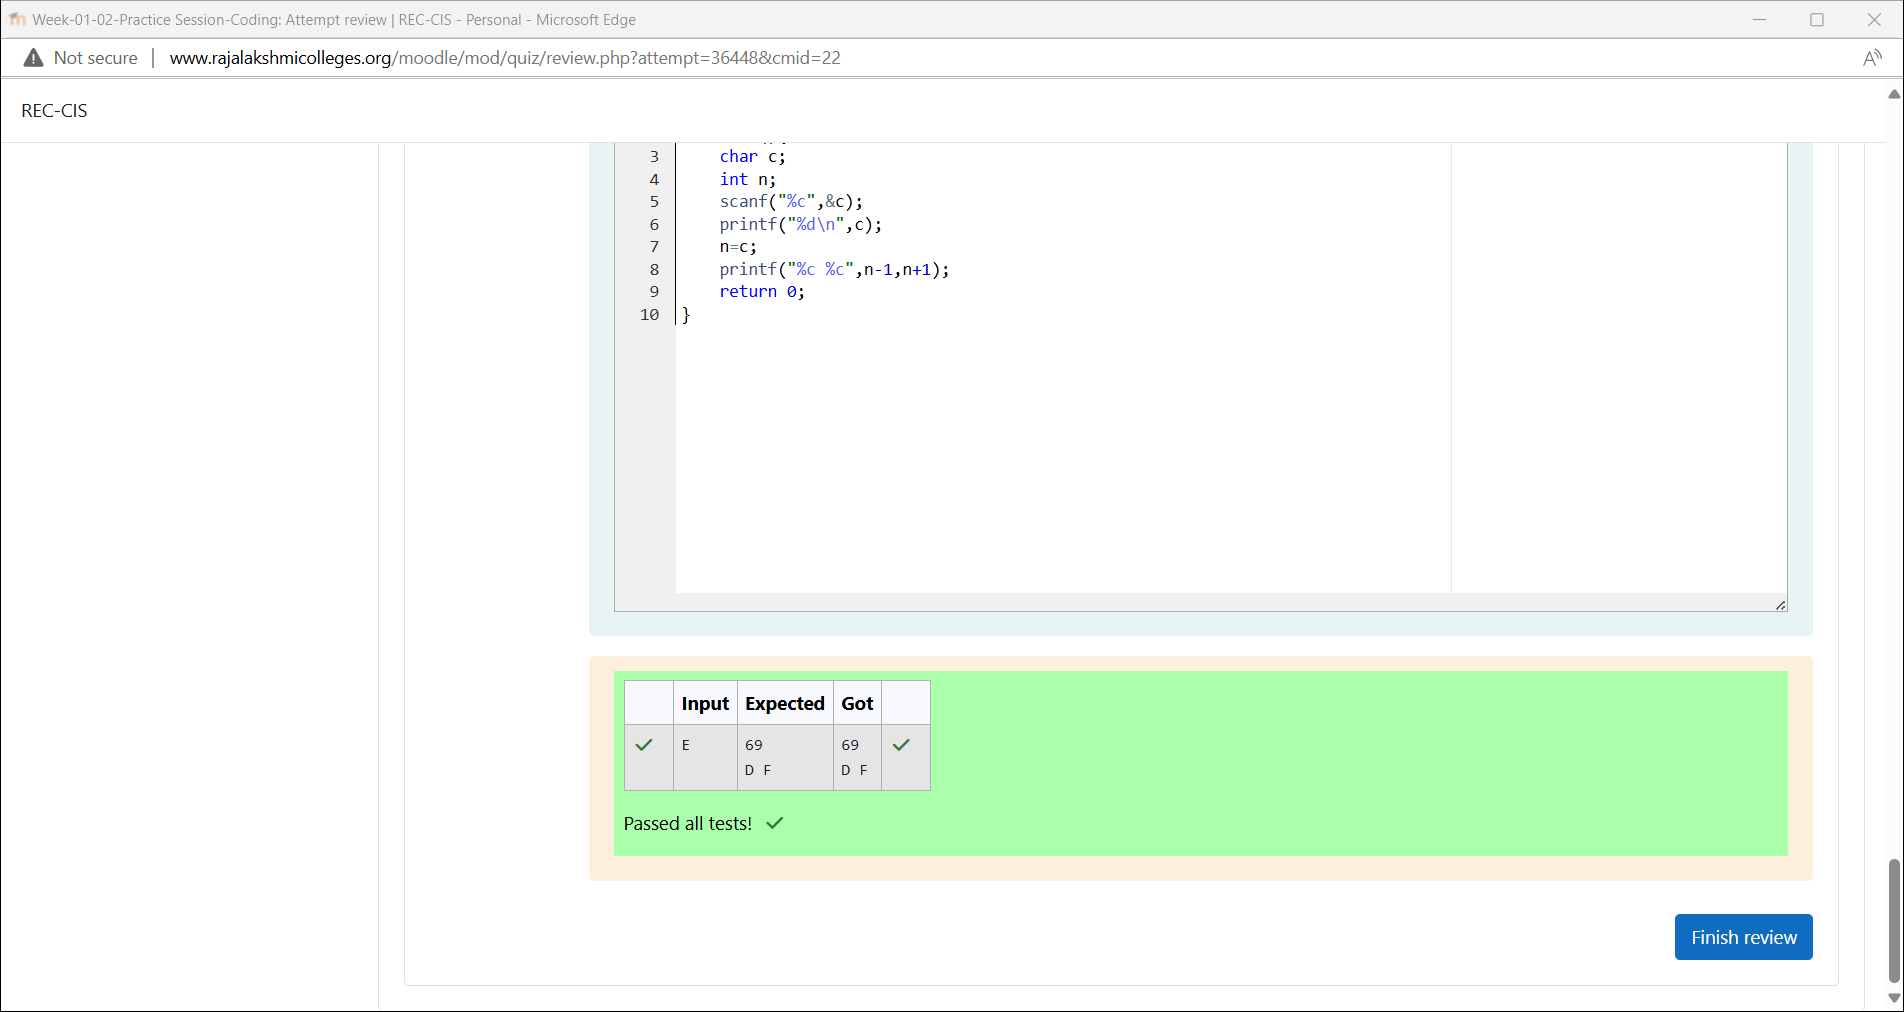 Week-01-02-Practice Session-Coding: Attempt review | REC-CIS - Personal - Microsoft Edge
Not secure | www.rajalakshmicolleges.org/moodle/mod/quiz/review.php?attempt=36448&cmid=22
REC-CIS
3 char c;
4 int n;
5 scanf("%c",&c);
6 printf("%d\n",c);
7 n=c;
8 printf("%c %c",n-1,n+1);
9 return 0;
10 }
Input Expected Got
E 69 69
D F D F
Passed all tests!
Finish review